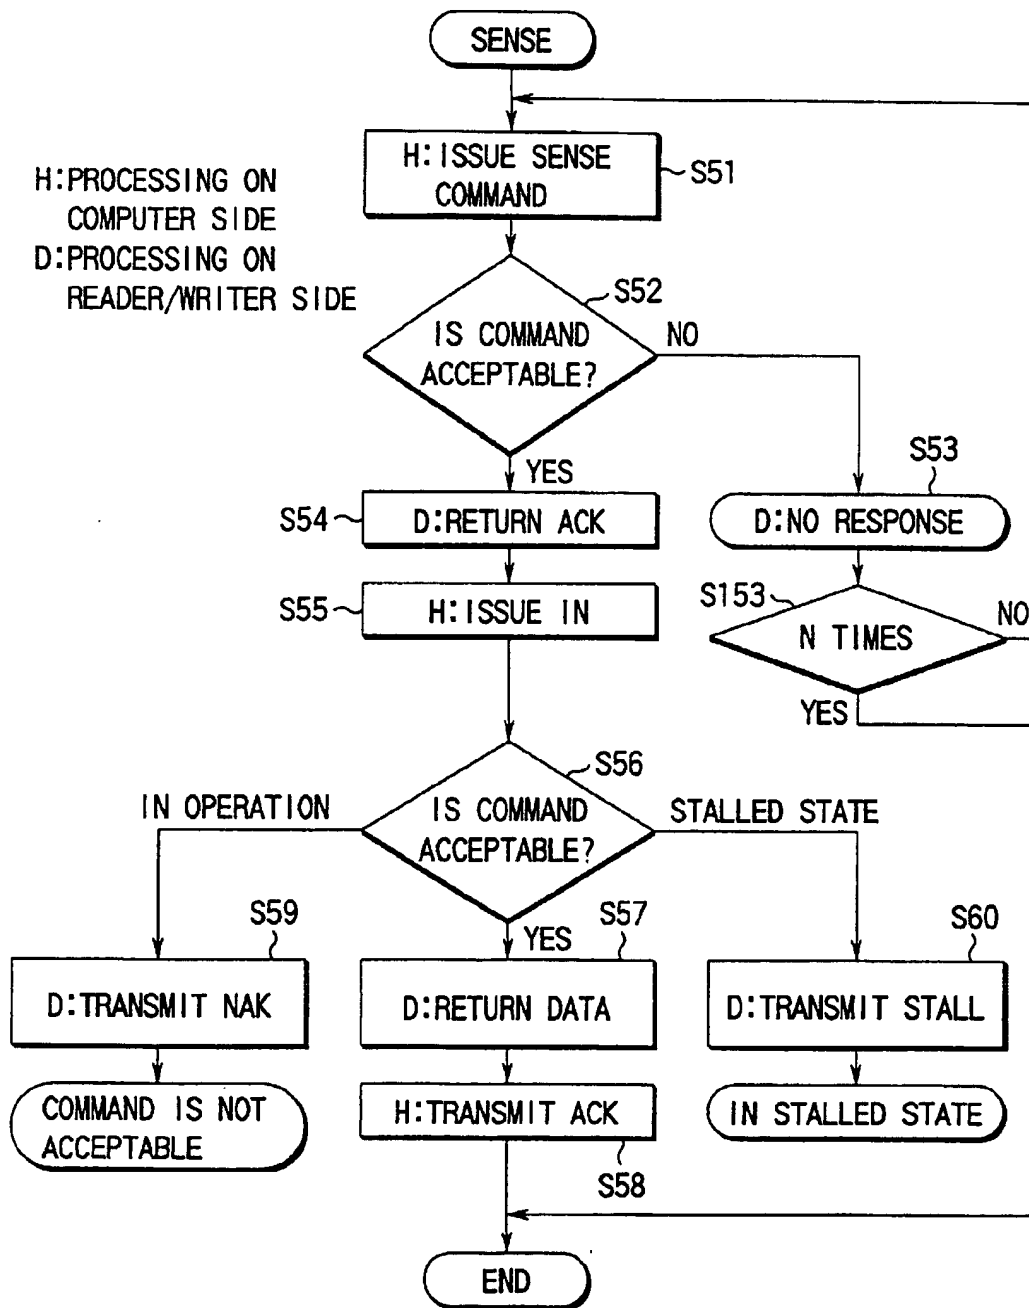 SENSE
H:ISSUE SENSE
COMMAND
S51
H:PROCESSING ON
COMPUTER SIDE
D:PROCESSING ON
READER/WRITER SIDE
S52
IS COMMAND
ACCEPTABLE?
NO
YES
S53
S54
D:RETURN ACK
D:NO RESPONSE
S55
H:ISSUE IN
S153
N TIMES
NO
YES
S56
IN OPERATION
IS COMMAND
ACCEPTABLE?
STALLED STATE
YES
S59
S57
S60
D:TRANSMIT NAK
D:RETURN DATA
D:TRANSMIT STALL
COMMAND IS NOT
ACCEPTABLE
H:TRANSMIT ACK
IN STALLED STATE
S58
END